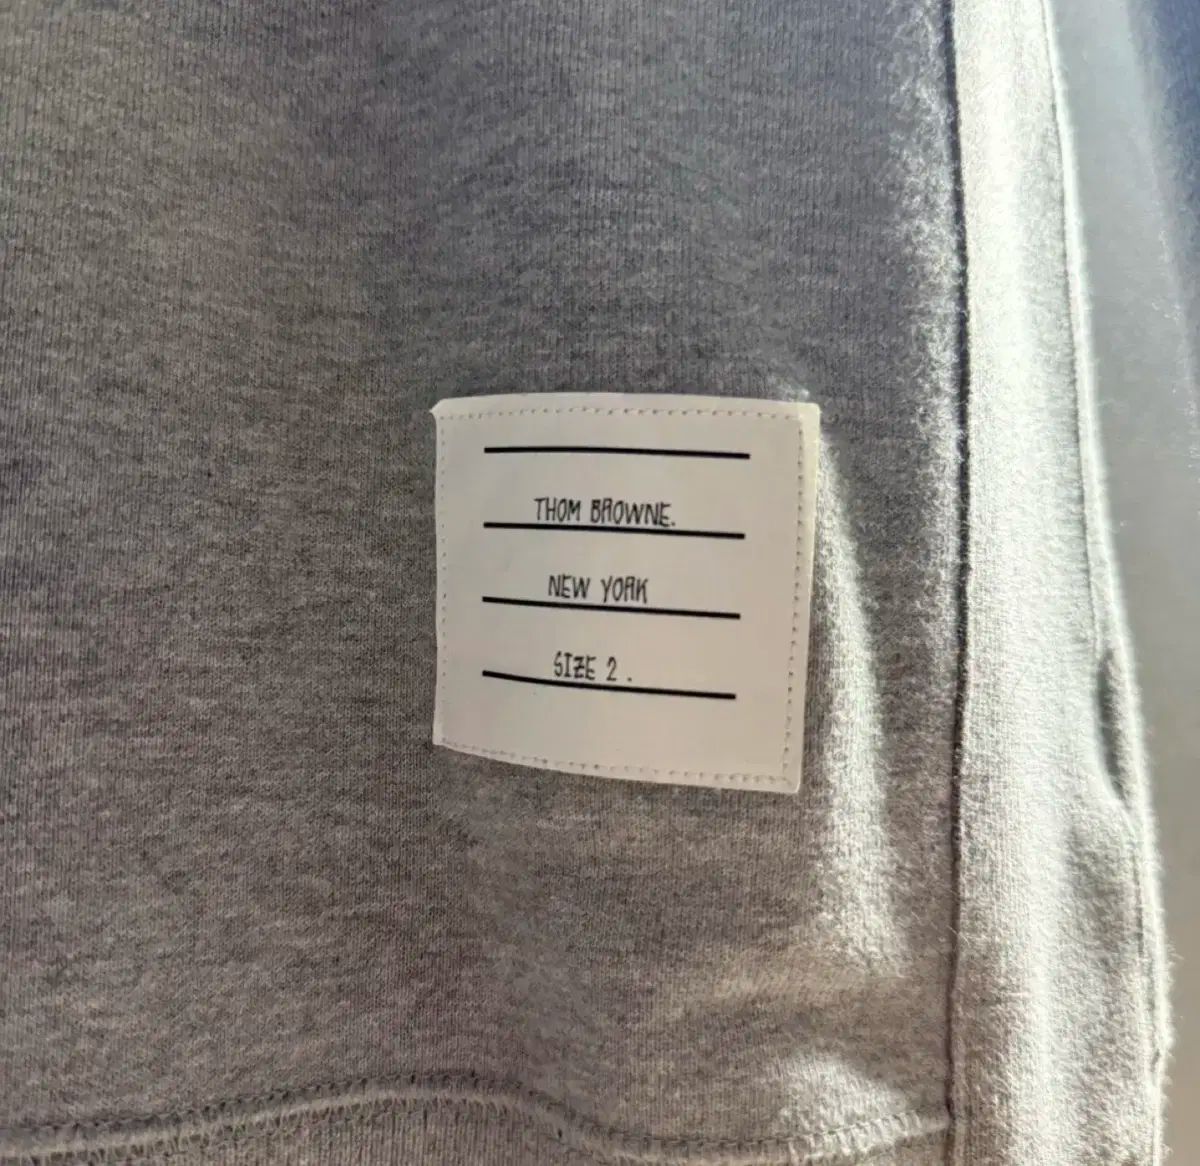 THOM BROWNE.
NEW YORK
SIZE 2 .